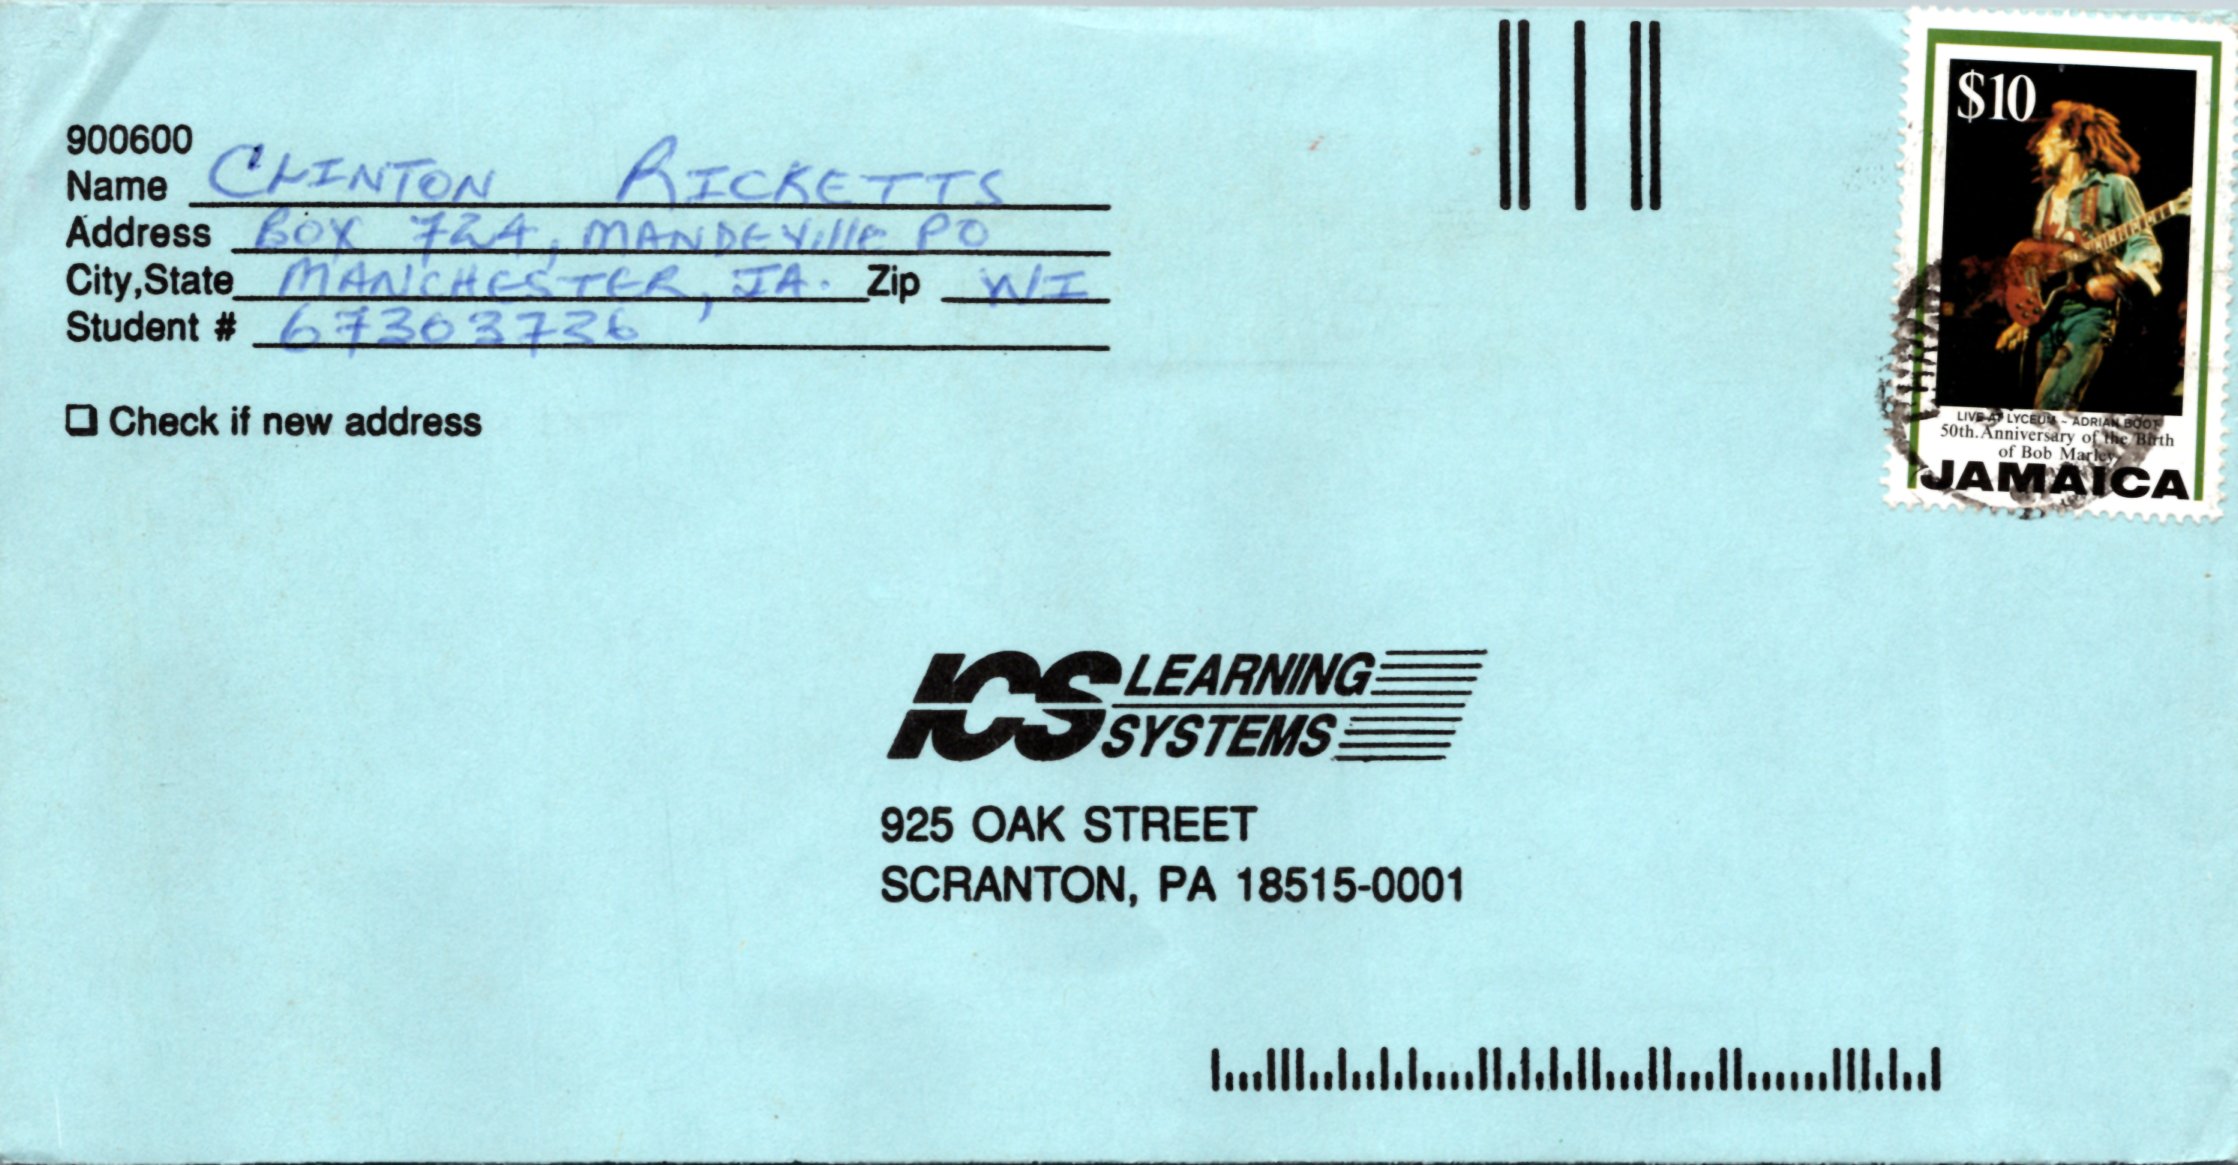 900600
Name CLINTON RICKETTS
Address BOX 724, MANDEVille PO
City,State MANCHESTER, JA. Zip WI
Student # 67303736
Check if new address
$10
LIVE AT LYCEUM ~ ADRIAN BOOT
50th. Anniversary of the Birth
of Bob Marley
JAMAICA
ICS LEARNING
SYSTEMS
925 OAK STREET
SCRANTON, PA 18515-0001